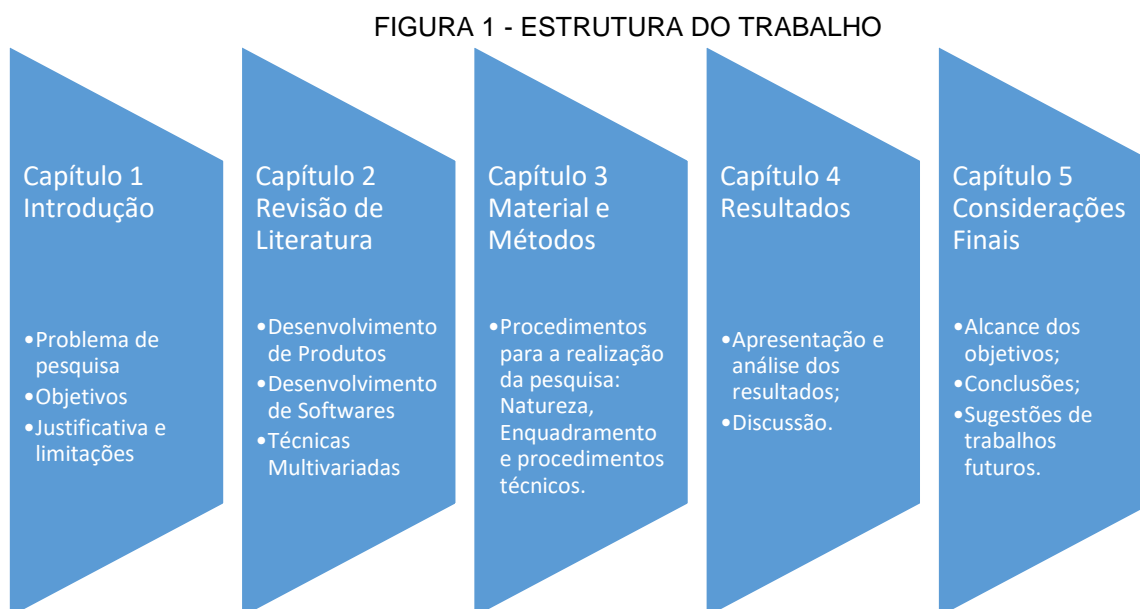 FIGURA 1 - ESTRUTURA DO TRABALHO
Capítulo 1
Introdução
•Problema de
pesquisa
•Objetivos
•Justificativa e
limitações
Capítulo 2
Revisão de
Literatura
•Desenvolvimento
de Produtos
•Desenvolvimento
de Softwares
•Técnicas
Multivariadas
Capítulo 3
Material e
Métodos
•Procedimentos
para a realização
da pesquisa:
Natureza,
Enquadramento
e procedimentos
técnicos.
Capítulo 4
Resultados
•Apresentação e
análise dos
resultados;
•Discussão.
Capítulo 5
Considerações
Finais
•Alcance dos
objetivos;
•Conclusões;
•Sugestões de
trabalhos
futuros.